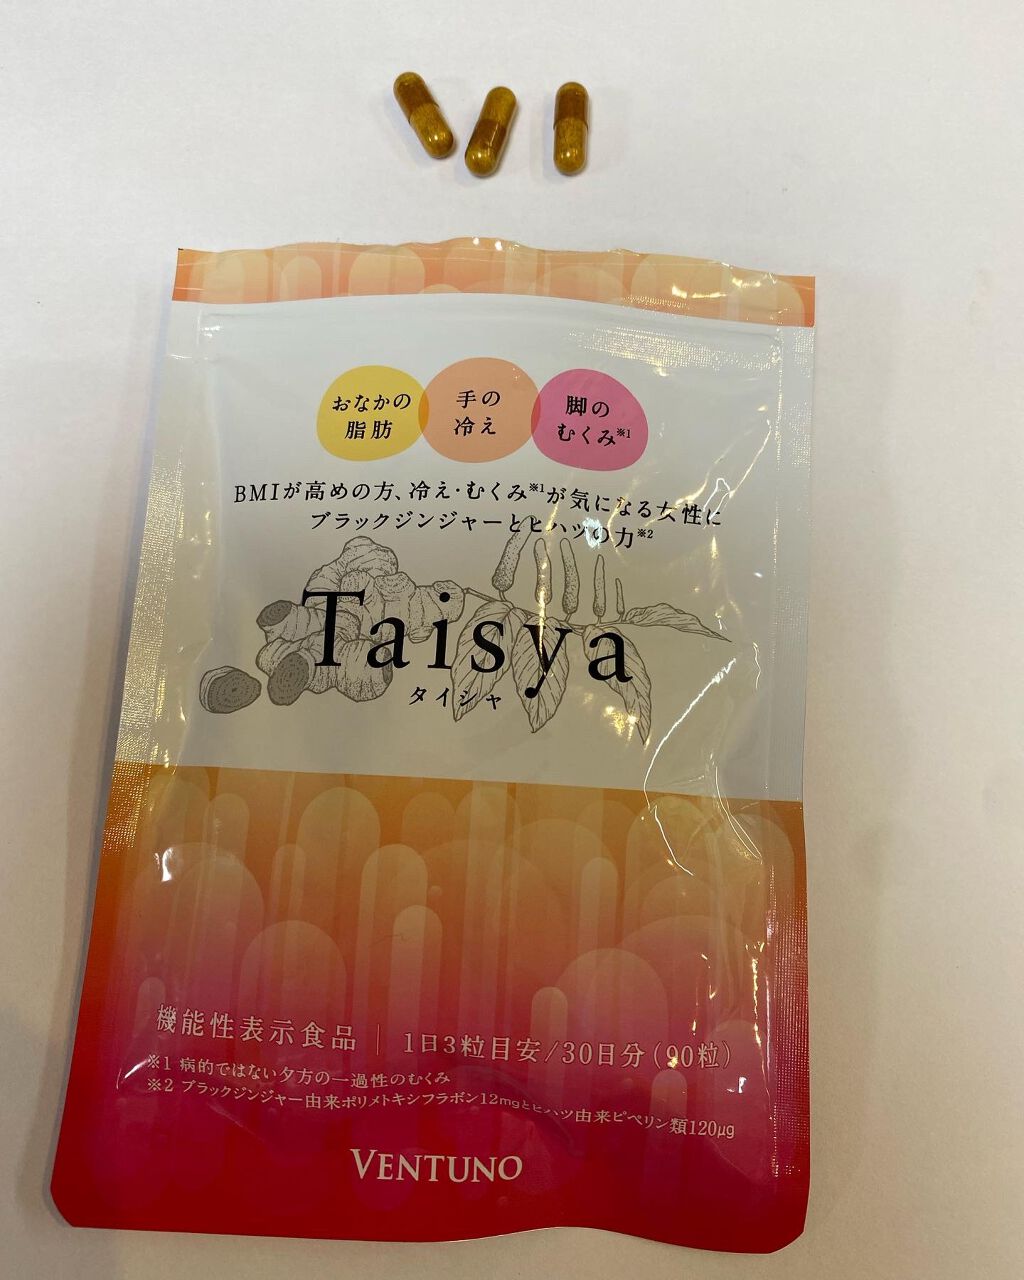 おなかの
脂肪
手の
冷え
脚の
むくみ※1
BMIが高めの方、冷え・むくみ※1が気になる女性に
ブラックジンジャーとヒハツの力※2
Taisya
タイシャ
機能性表示食品 | 1日3粒目安/30日分(90粒)
※1 病的ではない夕方の一過性のむくみ
※2 ブラックジンジャー由来ポリメトキシフラボン12mgとヒハツ由来ピペリン類120μg
VENTUNO